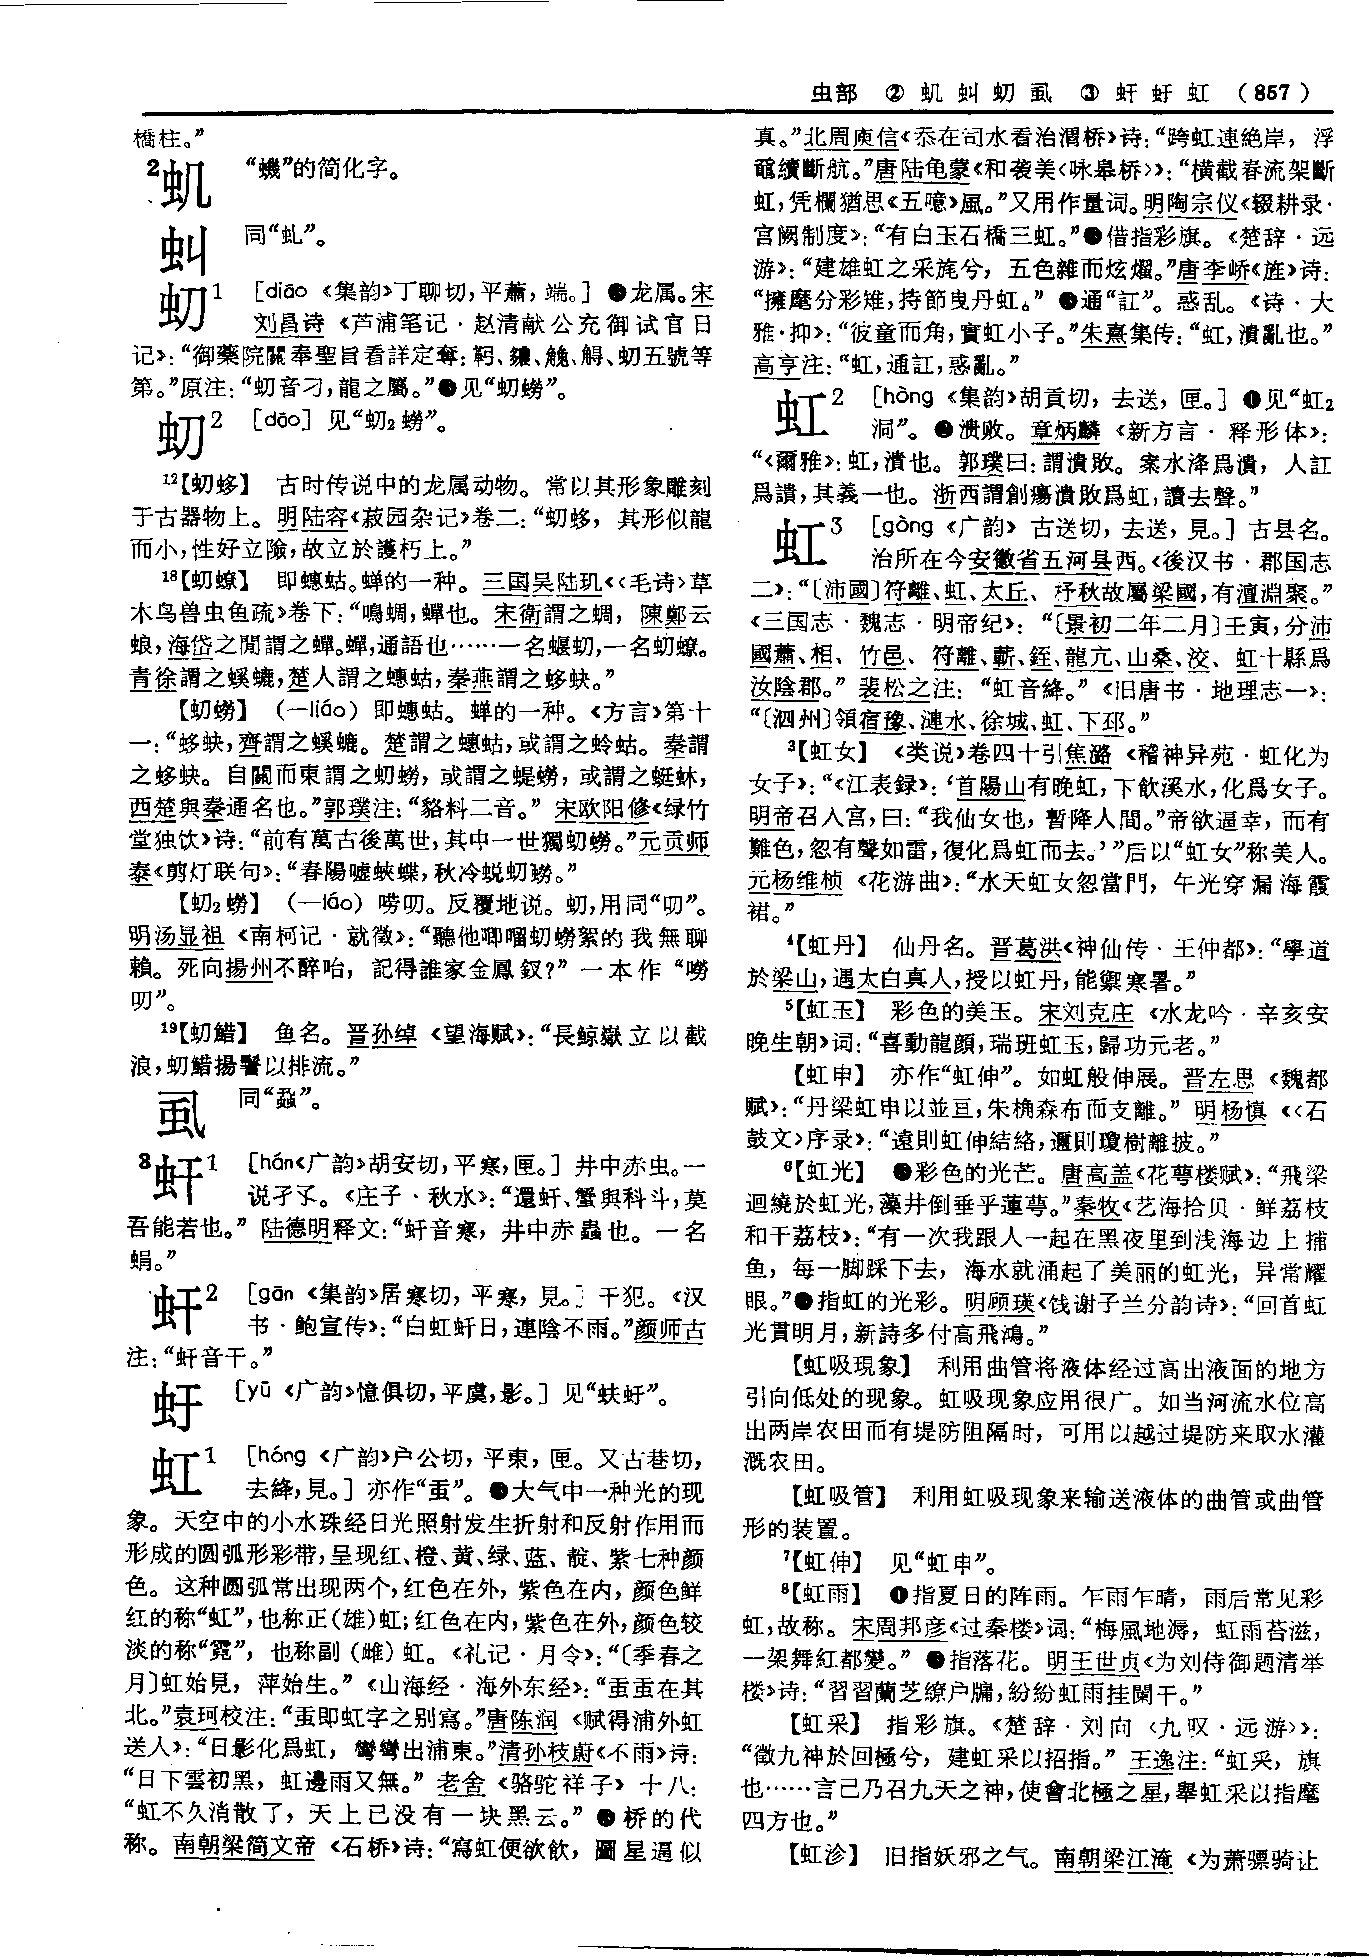 虫部 ② 虮 虯 虭 虱 ③ 虷 虶 虹 (857)
橋柱。”
2虮 “蟣”的简化字。
虯 同“虬”。
虭1 [diāo 《集韵》丁聊切，平蕭，端。] ❶龙属。宋
刘昌诗《芦浦笔记·赵清献公充御试官日
记》：“御藥院關奉聖旨看詳定奪：䩕、䥯、觤、觷、虭五號等
第。”原注：“虭音刁，龍之屬。”❷见“虭蟧”。
虭2 [dāo] 见“虭₂蟧”。
12【虭蛥】 古时传说中的龙属动物。常以其形象雕刻
于古器物上。明陆容《菽园杂记》卷二：“虭蛥，其形似龍
而小，性好立險，故立於護朽上。”
18【虭蟟】 即蟪蛄。蝉的一种。三国吴陆玑《〈毛诗〉草
木鸟兽虫鱼疏》卷下：“鳴蜩，蟬也。宋衛謂之蜩，陳鄭云
蜋，海岱之閒謂之蟬。蟬，通語也……一名蝘虭，一名虭蟟。
青徐謂之螇螰，楚人謂之蟪蛄，秦燕謂之蛥蚗。”
【虭蟧】 (一liáo) 即蟪蛄。蝉的一种。《方言》第十
一：“蛥蚗，齊謂之螇螰。楚謂之蟪蛄，或謂之蛉蛄。秦謂
之蛥蚗。自關而東謂之虭蟧，或謂之蝭蟧，或謂之蜓蚞，
西楚與秦通名也。”郭璞注：“貂料二音。”宋欧阳修《绿竹
堂独饮》诗：“前有萬古後萬世，其中一世獨虭蟧。”元贡师
泰《剪灯联句》：“春陽嘘蛺蝶，秋冷蜕虭蟧。”
【虭₂蟧】 (一láo) 唠叨。反覆地说。虭，用同“叨”。
明汤显祖《南柯记·就徵》：“聽他唧𠺕虭蟧絮的我無聊
賴。死向揚州不醉咍，記得誰家金鳳釵？”一本作“嘮
叨”。
19【虭䱜】 鱼名。晋孙绰《望海赋》：“長鯨嶽立以截
浪，虭䱜揚鬐以排流。”
虱 同“蝨”。
3虷1 [hán《广韵》胡安切，平寒，匣。] 井中赤虫。一
说孑孓。《庄子·秋水》：“還虷、蟹與科斗，莫
吾能若也。”陆德明释文：“虷音寒，井中赤蟲也。一名
蜎。”
虷2 [gān 《集韵》居寒切，平寒，見。] 干犯。《汉
书·鲍宣传》：“白虹虷日，連陰不雨。”颜师古
注：“虷音干。”
虶 [yū 《广韵》憶俱切，平虞，影。] 见“蚨虶”。
虹1 [hóng 《广韵》户公切，平東，匣。又古巷切，
去絳，見。] 亦作“䖝”。❶大气中一种光的现
象。天空中的小水珠经日光照射发生折射和反射作用而
形成的圆弧形彩带，呈现红、橙、黄、绿、蓝、靛、紫七种颜
色。这种圆弧常出现两个，红色在外，紫色在内，颜色鲜
红的称“虹”，也称正(雄)虹；红色在内，紫色在外，颜色较
淡的称“霓”，也称副(雌)虹。《礼记·月令》：“〔季春之
月〕虹始見，萍始生。”《山海经·海外东经》：“䖝䖝在其
北。”袁珂校注：“䖝即虹字之别寫。”唐陈润《赋得浦外虹
送人》：“日影化爲虹，彎彎出浦東。”清孙枝蔚《不雨》诗：
“日下雲初黑，虹邊雨又無。”老舍《骆驼祥子》十八：
“虹不久消散了，天上已没有一块黑云。”❷桥的代
称。南朝梁简文帝《石桥》诗：“寫虹便欲飲，圖星逼似
真。”北周庾信《忝在司水看治渭桥》诗：“跨虹連絶岸，浮
黿續斷航。”唐陆龟蒙《和袭美〈咏皋桥〉》：“横截春流架斷
虹，凭欄猶思《五噫》風。”又用作量词。明陶宗仪《辍耕录·
宫阙制度》：“有白玉石橋三虹。”❸借指彩旗。《楚辞·远
游》：“建雄虹之采旄兮，五色雜而炫燿。”唐李峤《旌》诗：
“擁麾分彩雉，持節曳丹虹。”❹通“訌”。惑乱。《诗·大
雅·抑》：“彼童而角，實虹小子。”朱熹集传：“虹，潰亂也。”
高亨注：“虹，通訌，惑亂。”
虹2 [hòng 《集韵》胡貢切，去送，匣。] ❶见“虹₂
洞”。❷溃败。章炳麟《新方言·释形体》：
“《爾雅》：虹，潰也。郭璞曰：謂潰敗。案水洚爲潰，人訌
爲讃，其義一也。浙西謂創瘍潰敗爲虹，讀去聲。”
虹3 [gòng 《广韵》古送切，去送，見。] 古县名。
治所在今安徽省五河县西。《後汉书·郡国志
二》：“〔沛國〕符離、虹、太丘、杼秋故屬梁國，有澶淵聚。”
《三国志·魏志·明帝纪》：“〔景初二年二月〕壬寅，分沛
國蕭、相、竹邑、符離、蘄、銍、龍亢、山桑、洨、虹十縣爲
汝陰郡。”裴松之注：“虹音絳。”《旧唐书·地理志一》：
“〔泗州〕領宿豫、漣水、徐城、虹、下邳。”
3【虹女】 《类说》卷四十引焦潞《稽神异苑·虹化为
女子》：“《江表録》：‘首陽山有晚虹，下飲溪水，化爲女子。
明帝召入宫，曰：“我仙女也，暫降人間。”帝欲逼幸，而有
難色，忽有聲如雷，復化爲虹而去。’”后以“虹女”称美人。
元杨维桢《花游曲》：“水天虹女忽當門，午光穿漏海霞
裙。”
4【虹丹】 仙丹名。晋葛洪《神仙传·王仲都》：“學道
於梁山，遇太白真人，授以虹丹，能禦寒暑。”
5【虹玉】 彩色的美玉。宋刘克庄《水龙吟·辛亥安
晚生朝》词：“喜動龍顔，瑞班虹玉，歸功元老。”
【虹申】 亦作“虹伸”。如虹般伸展。晋左思《魏都
赋》：“丹梁虹申以並亘，朱桷森布而支離。”明杨慎《〈石
鼓文〉序录》：“遠則虹伸結絡，邇則瓊樹離披。”
6【虹光】 ❶彩色的光芒。唐高盖《花萼楼赋》：“飛梁
迴繞於虹光，藻井倒垂乎蓮萼。”秦牧《艺海拾贝·鲜荔枝
和干荔枝》：“有一次我跟人一起在黑夜里到浅海边上捕
鱼，每一脚踩下去，海水就涌起了美丽的虹光，异常耀
眼。”❷指虹的光彩。明顾瑛《饯谢子兰分韵诗》：“回首虹
光貫明月，新詩多付高飛鴻。”
【虹吸現象】 利用曲管将液体经过高出液面的地方
引向低处的现象。虹吸现象应用很广。如当河流水位高
出两岸农田而有堤防阻隔时，可用以越过堤防来取水灌
溉农田。
【虹吸管】 利用虹吸现象来输送液体的曲管或曲管
形的装置。
7【虹伸】 见“虹申”。
8【虹雨】 ❶指夏日的阵雨。乍雨乍晴，雨后常见彩
虹，故称。宋周邦彦《过秦楼》词：“梅風地溽，虹雨苔滋，
一架舞紅都變。”❷指落花。明王世贞《为刘侍御题清举
楼》诗：“習習蘭芝繚户牖，紛紛虹雨挂闌干。”
【虹采】 指彩旗。《楚辞·刘向〈九叹·远游〉》：
“徵九神於回極兮，建虹采以招指。”王逸注：“虹采，旗
也……言己乃召九天之神，使會北極之星，舉虹采以指麾
四方也。”
【虹沴】 旧指妖邪之气。南朝梁江淹《为萧骠骑让